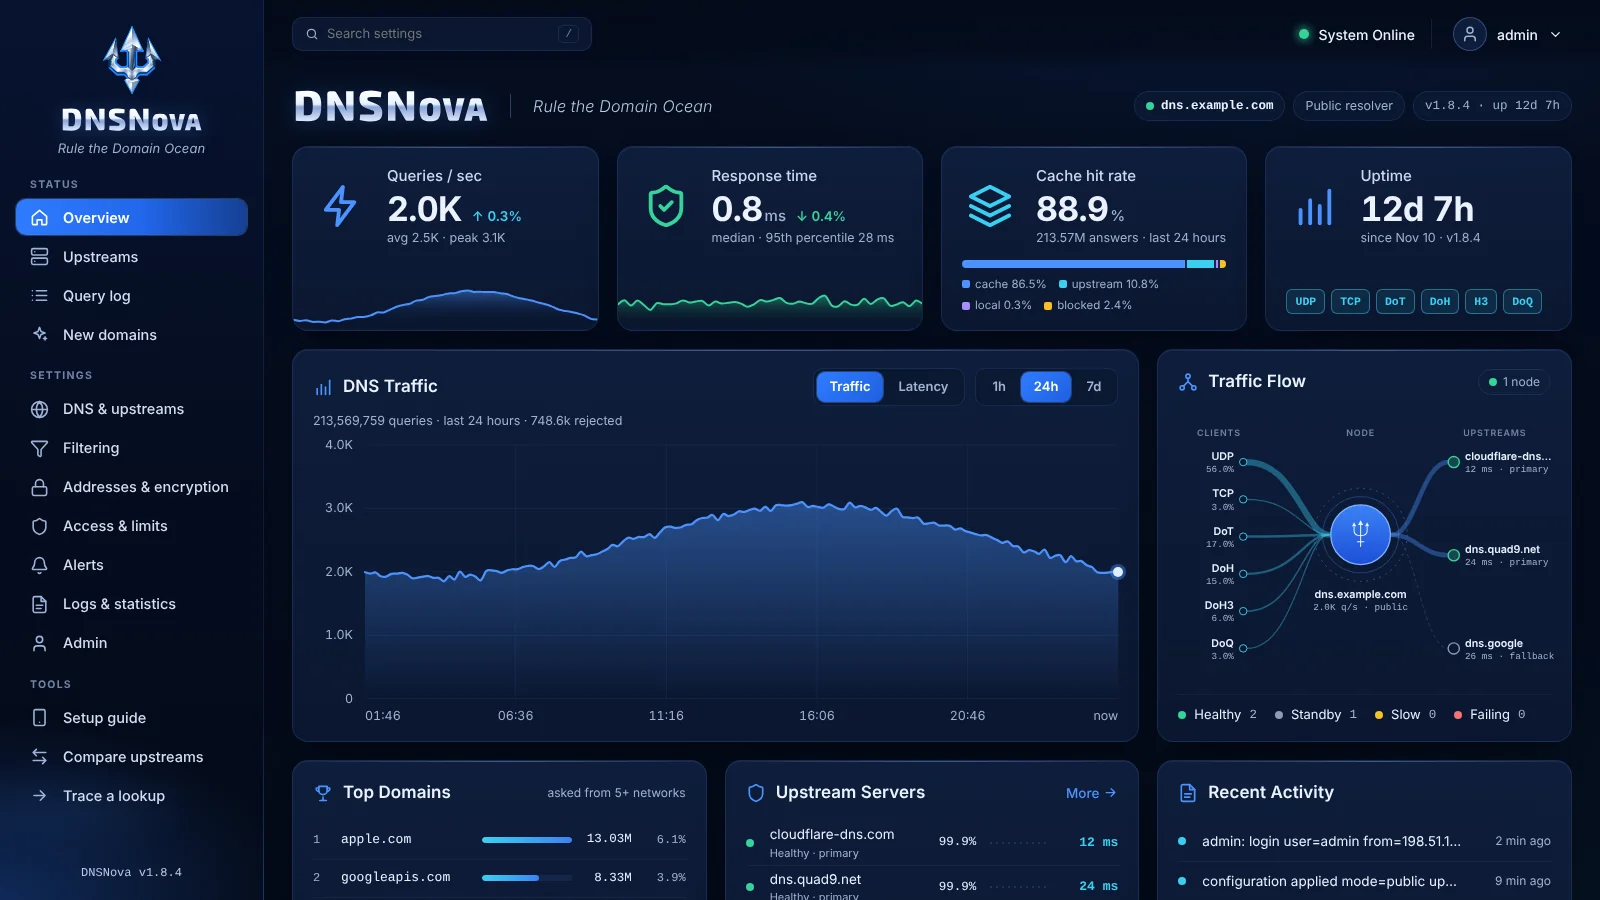 DNSNova
Rule the Domain Ocean
STATUS
Overview
Upstreams
Query log
New domains
SETTINGS
DNS & upstreams
Filtering
Addresses & encryption
Access & limits
Alerts
Logs & statistics
Admin
TOOLS
Setup guide
Compare upstreams
Trace a lookup
DNSNova v1.8.4
Search settings /
System Online
admin
DNSNova Rule the Domain Ocean
dns.example.com
Public resolver
v1.8.4 · up 12d 7h
Queries / sec
2.0K ↑ 0.3%
avg 2.5K · peak 3.1K
Response time
0.8 ms ↓ 0.4%
median · 95th percentile 28 ms
Cache hit rate
88.9 %
213.57M answers · last 24 hours
cache 86.5% upstream 10.8%
local 0.3% blocked 2.4%
Uptime
12d 7h
since Nov 10 · v1.8.4
UDP TCP DoT DoH H3 DoQ
DNS Traffic
Traffic Latency
1h 24h 7d
213,569,759 queries · last 24 hours · 748.6k rejected
4.0K
3.0K
2.0K
1.0K
0
01:46 06:36 11:16 16:06 20:46 now
Traffic Flow
1 node
CLIENTS NODE UPSTREAMS
UDP
56.0%
TCP
3.0%
DoT
17.0%
DoH
15.0%
DoH3
6.0%
DoQ
3.0%
dns.example.com
2.0K q/s · public
cloudflare-dns...
12 ms · primary
dns.quad9.net
24 ms · primary
dns.google
26 ms · fallback
Healthy 2 Standby 1 Slow 0 Failing 0
Top Domains asked from 5+ networks
1 apple.com 13.03M 6.1%
2 googleapis.com 8.33M 3.9%
Upstream Servers More →
cloudflare-dns.com 99.9% 12 ms
Healthy · primary
dns.quad9.net 99.9% 24 ms
Healthy · primary
Recent Activity
admin: login user=admin from=198.51.1... 2 min ago
configuration applied mode=public up... 9 min ago